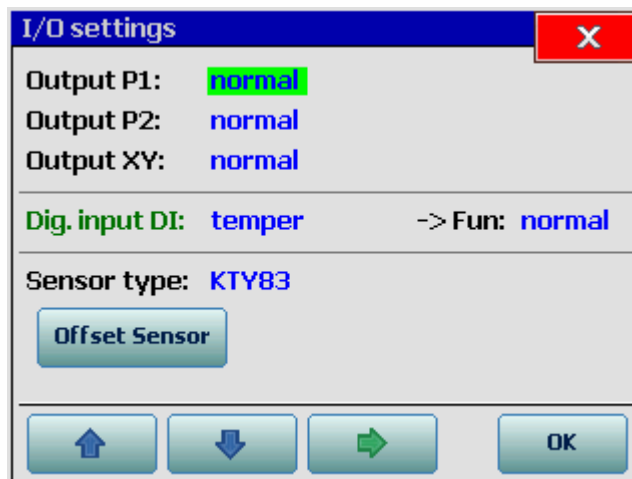 I/O settings X
Output P1: normal
Output P2: normal
Output XY: normal
Dig. input DI: temper -> Fun: normal
Sensor type: KTY83
Offset Sensor
OK